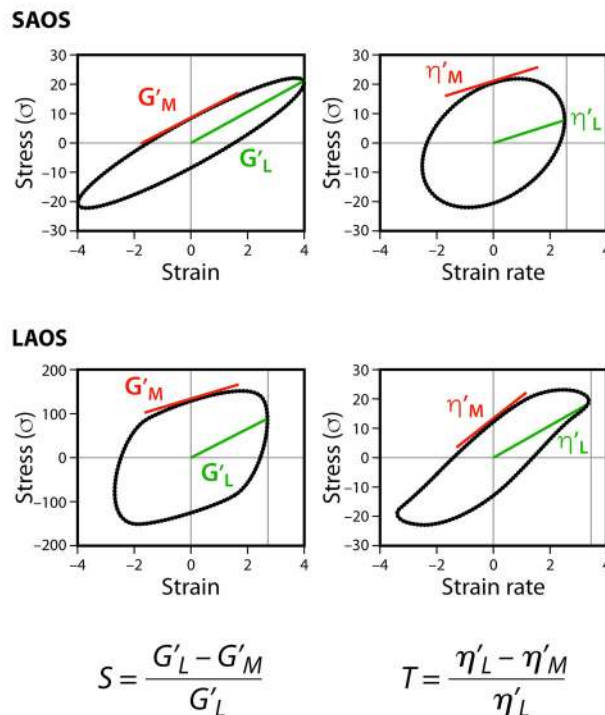 SAOS
30
20
10
0
–10
–20
–30
Stress (σ)
G′M
G′L
–4 –2 0 2 4
Strain
30
20
10
0
–10
–20
–30
Stress (σ)
η′M
η′L
–4 –2 0 2 4
Strain rate
LAOS
200
100
0
–100
–200
Stress (σ)
G′M
G′L
–4 –2 0 2 4
Strain
30
20
10
0
–10
–20
–30
Stress (σ)
η′M
η′L
–4 –2 0 2 4
Strain rate
S = (G′L – G′M) / G′L
T = (η′L – η′M) / η′L